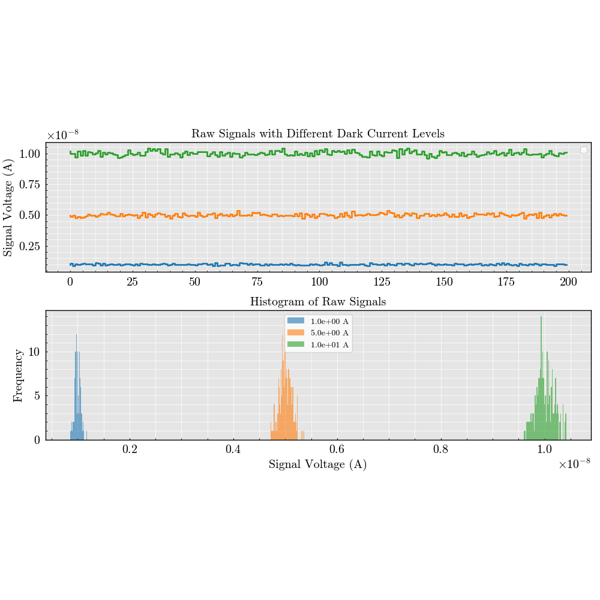 Raw Signals with Different Dark Current Levels
×10⁻⁸
Signal Voltage (A)
1.00
0.75
0.50
0.25
0 25 50 75 100 125 150 175 200
Histogram of Raw Signals
1.0e+00 A
5.0e+00 A
1.0e+01 A
Frequency
10
5
0
0.2 0.4 0.6 0.8 1.0
Signal Voltage (A)
×10⁻⁸